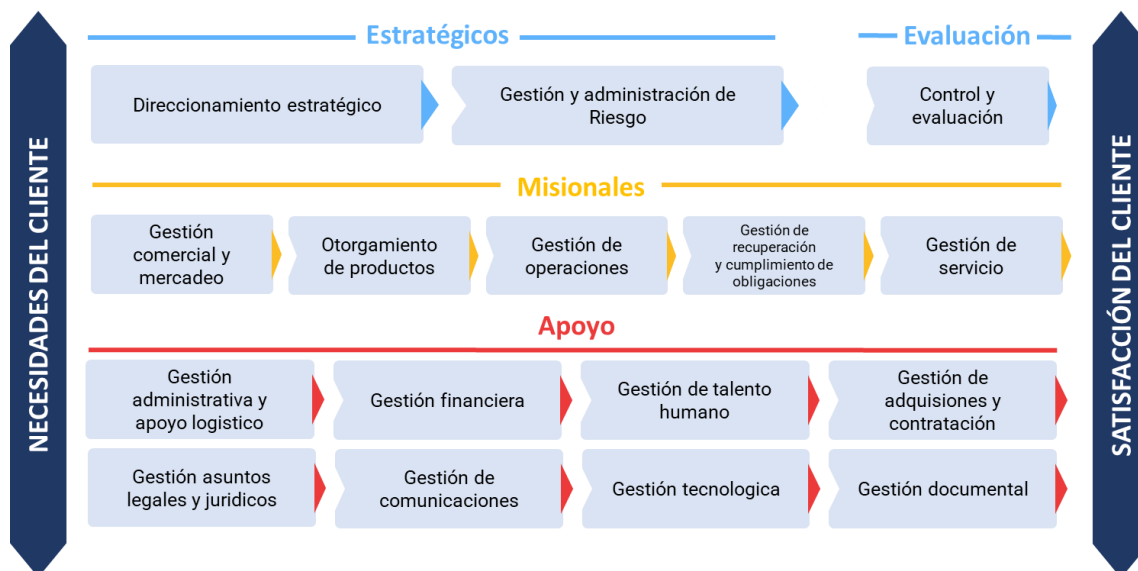 NECESIDADES DEL CLIENTE
Estratégicos
Evaluación
Direccionamiento estratégico
Gestión y administración de
Riesgo
Control y
evaluación
Misionales
Gestión
comercial y
mercadeo
Otorgamiento
de productos
Gestión de
operaciones
Gestión de
recuperación
y cumplimiento de
obligaciones
Gestión de
servicio
Apoyo
Gestión
administrativa y
apoyo logistico
Gestión financiera
Gestión de talento
humano
Gestión de
adquisiciones y
contratación
Gestión asuntos
legales y juridicos
Gestión de
comunicaciones
Gestión tecnologica
Gestión documental
SATISFACCIÓN DEL CLIENTE